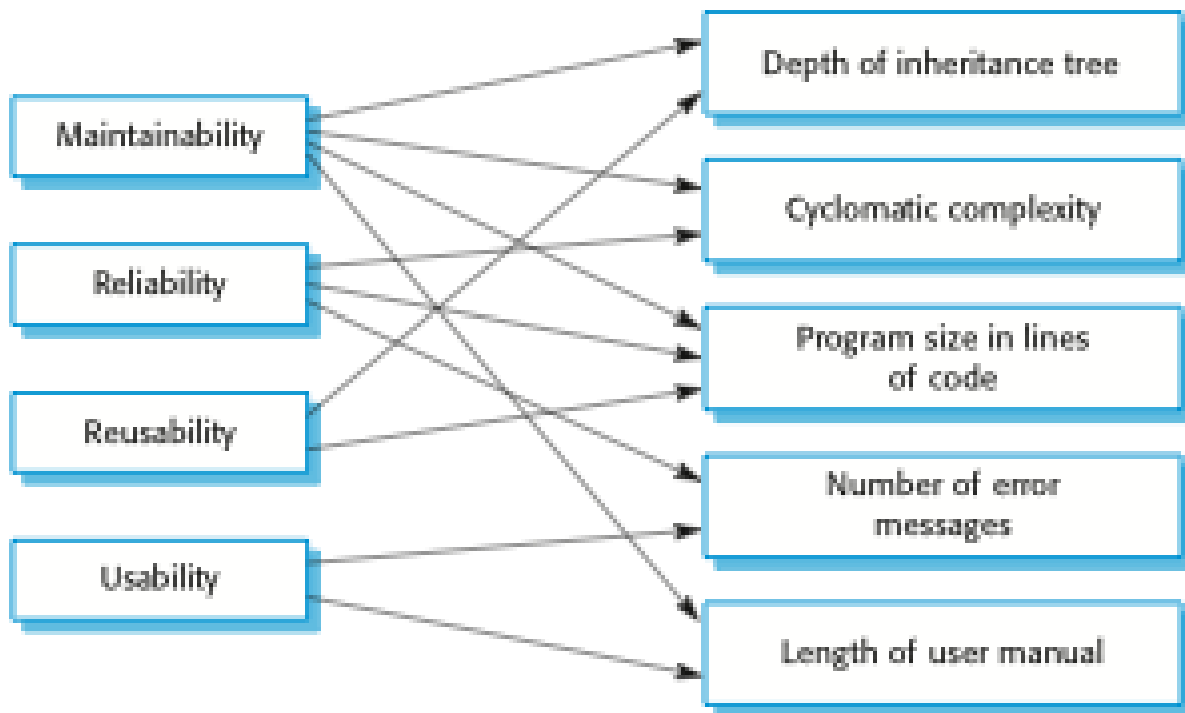 Maintainability
Reliability
Reusability
Usability
Depth of inheritance tree
Cyclomatic complexity
Program size in lines
of code
Number of error
messages
Length of user manual